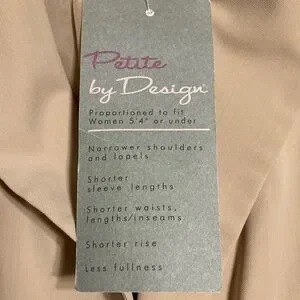 Petite
by Design
Proportioned to fit
Women 5'4" or under
Narrower shoulders
and lapels
Shorter
sleeve lengths
Shorter waists,
lengths/inseams
Shorter rise
Less fullness